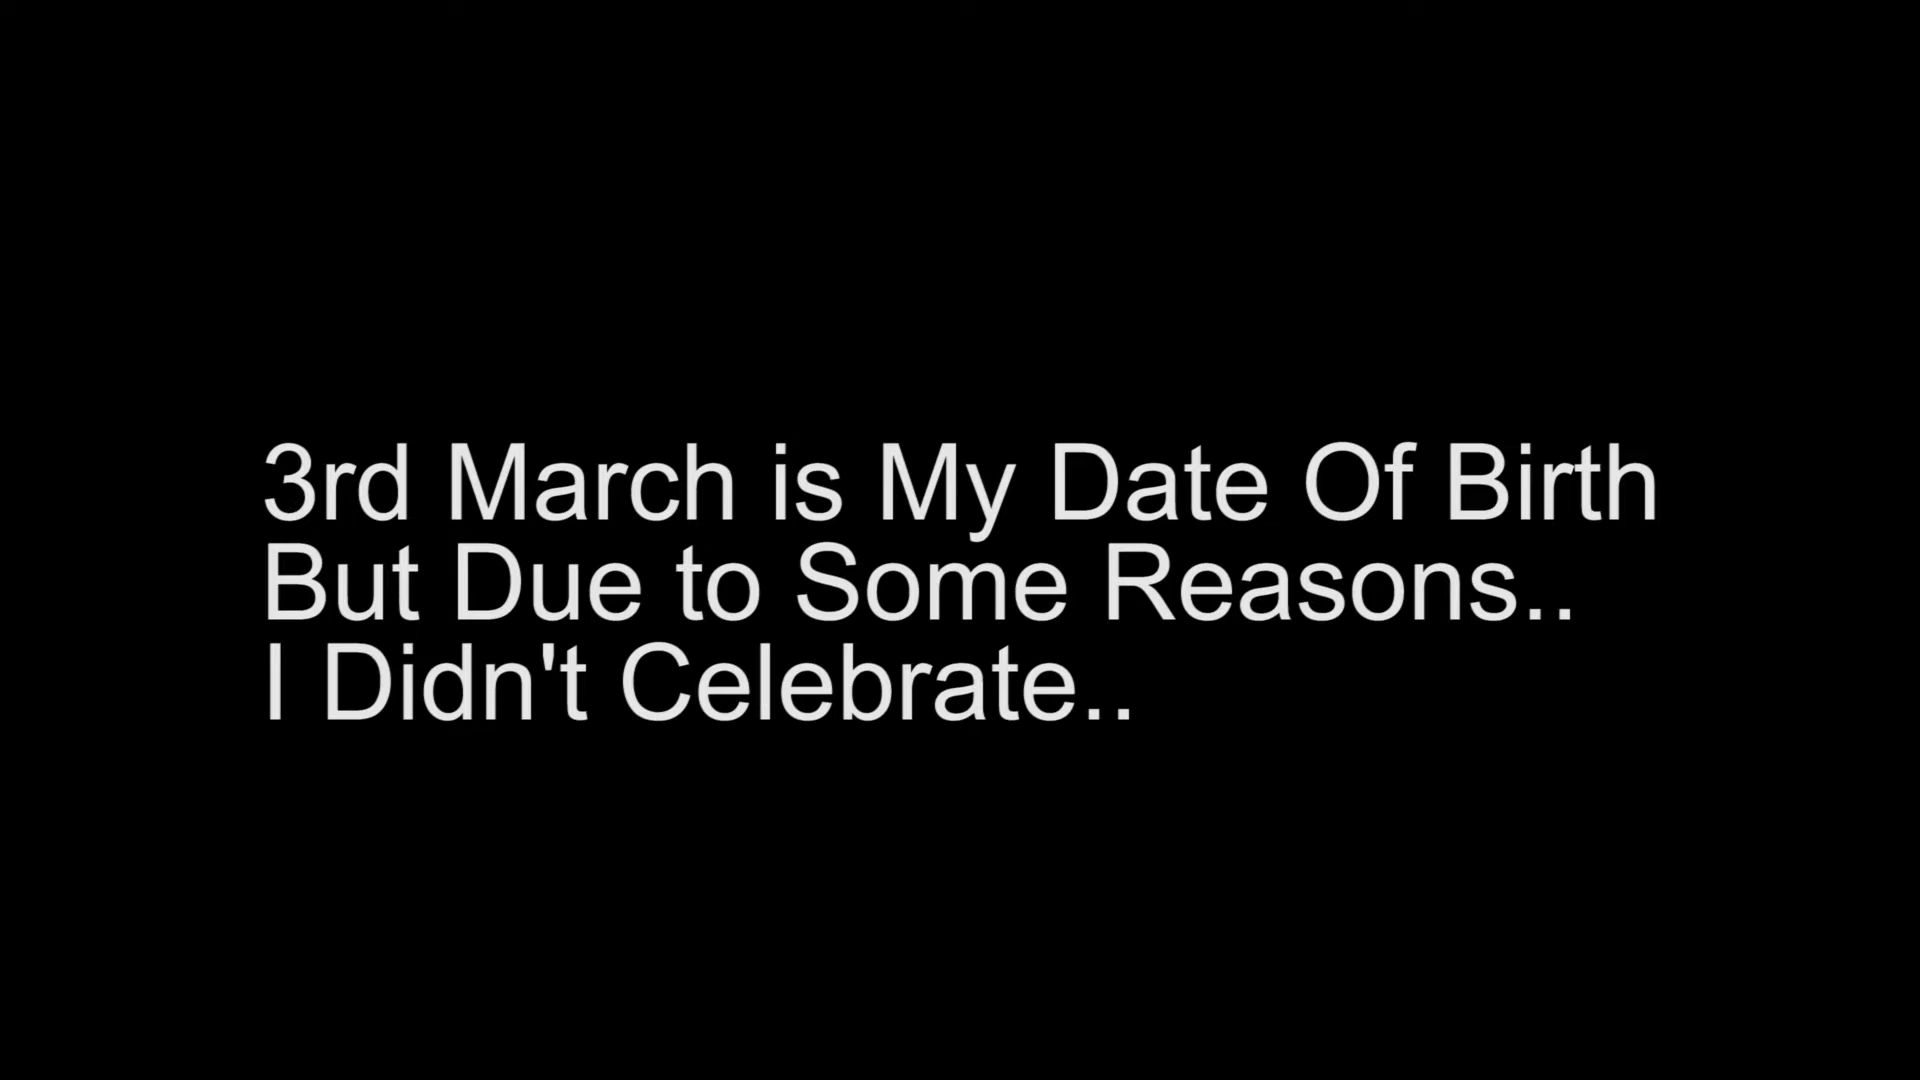 3rd March is My Date Of Birth
But Due to Some Reasons..
I Didn't Celebrate..